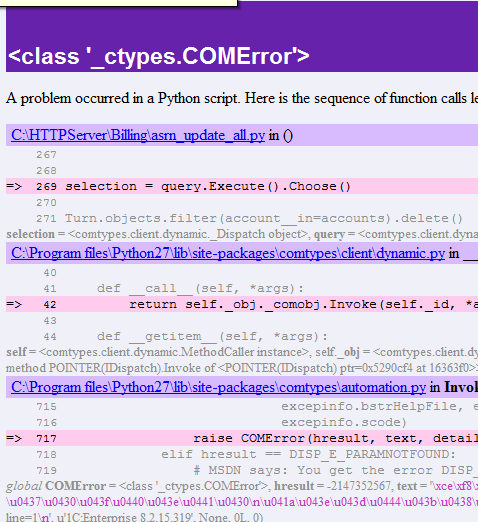 <class '_ctypes.COMError'>
A problem occurred in a Python script. Here is the sequence of function calls le
C:\HTTPServer\Billing\asrn_update_all.py in ()
267
268
=> 269 selection = query.Execute().Choose()
270
271 Turn.objects.filter(account__in=accounts).delete()
selection = <comtypes.client.dynamic._Dispatch object>, query = <comtypes.client.dyna
C:\Program files\Python27\lib\site-packages\comtypes\client\dynamic.py in __
40
41 def __call__(self, *args):
=> 42 return self._obj._comobj.Invoke(self._id, *a
43
44 def __getitem__(self, *args):
self = <comtypes.client.dynamic.MethodCaller instance>, self._obj = <comtypes.client.dy
method POINTER(IDispatch).Invoke of <POINTER(IDispatch) ptr=0x5290cf4 at 16363f0>>
C:\Program files\Python27\lib\site-packages\comtypes\automation.py in Invok
715 excepinfo.bstrHelpFile, e
716 excepinfo.scode)
=> 717 raise COMError(hresult, text, detail
718 elif hresult == DISP_E_PARAMNOTFOUND:
719 # MSDN says: You get the error DISP_
global COMError = <class '_ctypes.COMError'>, hresult = -2147352567, text = '\xce\xf8\x
\u0437\u0430\u043f\u0440\u043e\u0441\u0430\n\u041a\u043e\u043d\u0444\u043b\u0438\u
line=1\n', u'1C:Enterprise 8.2.15.319', None, 0L, 0)